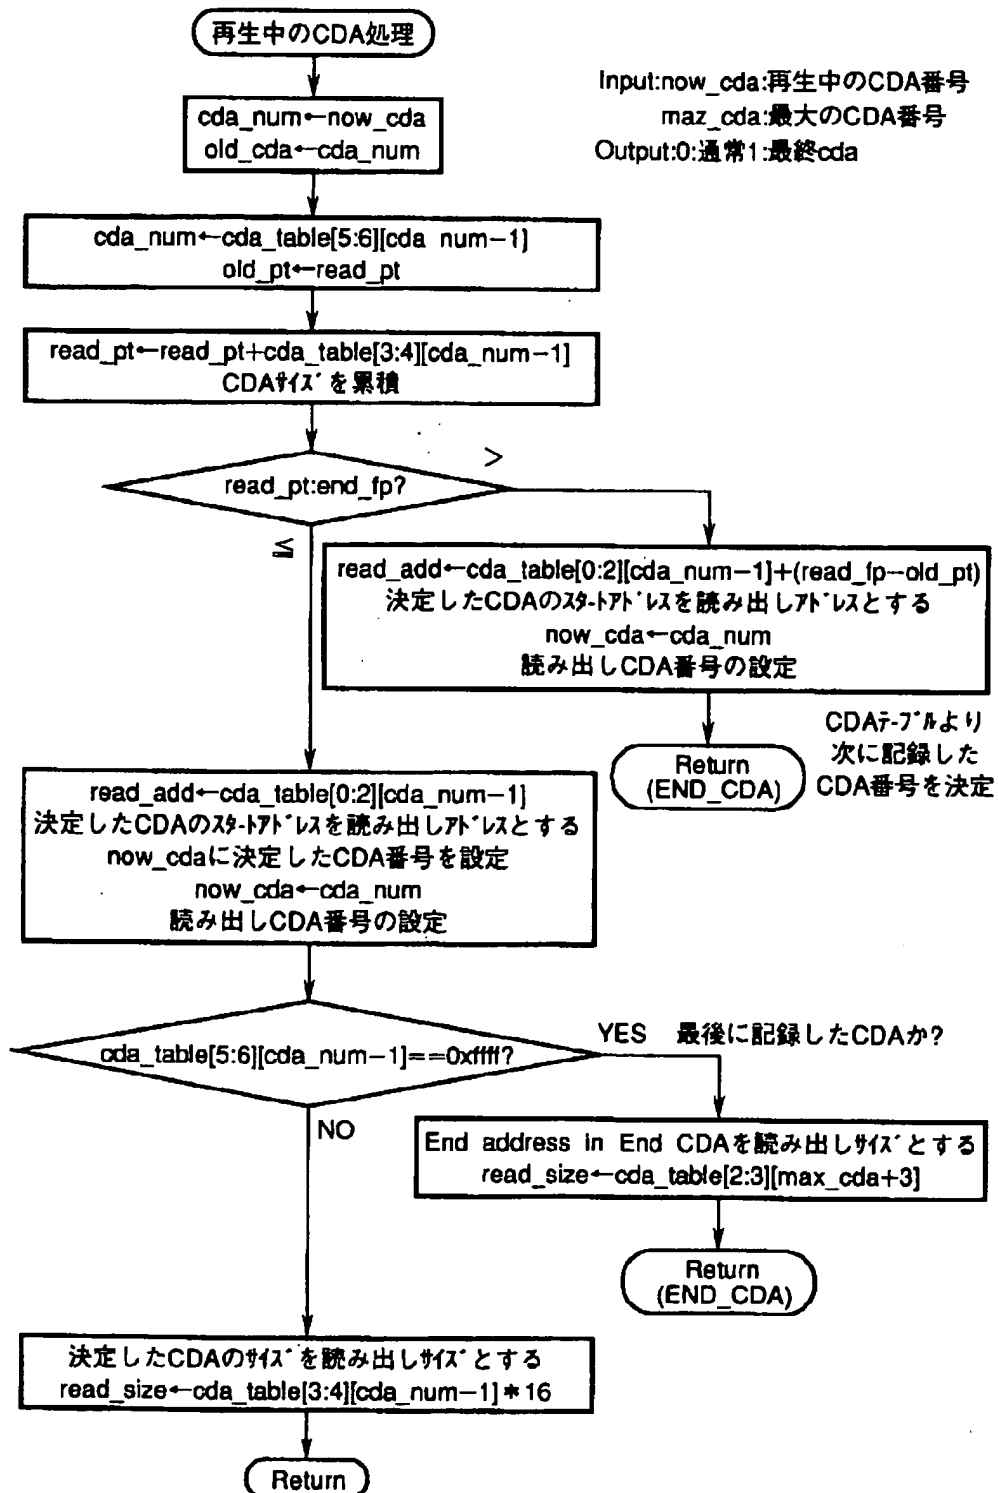 再生中のCDA処理
Input:now_cda:再生中のCDA番号
maz_cda:最大のCDA番号
Output:0:通常1:最終cda
cda_num←now_cda
old_cda←cda_num
cda_num←cda_table[5:6][cda num−1]
old_pt←read_pt
read_pt←read_pt+cda_table[3:4][cda_num−1]
CDAｻｲｽﾞを累積
read_pt:end_fp?
>
≦
read_add←cda_table[0:2][cda_num−1]+(read_fp−old_pt)
決定したCDAのｽﾀｰﾄｱﾄﾞﾚｽを読み出しｱﾄﾞﾚｽとする
now_cda←cda_num
読み出しCDA番号の設定
Return
(END_CDA)
CDAﾃｰﾌﾞﾙより
次に記録した
CDA番号を決定
read_add←cda_table[0:2][cda_num−1]
決定したCDAのｽﾀｰﾄｱﾄﾞﾚｽを読み出しｱﾄﾞﾚｽとする
now_cdaに決定したCDA番号を設定
now_cda←cda_num
読み出しCDA番号の設定
cda_table[5:6][cda_num−1]==0xffff?
YES 最後に記録したCDAか?
NO
End address in End CDAを読み出しｻｲｽﾞとする
read_size←cda_table[2:3][max_cda+3]
Return
(END_CDA)
決定したCDAのｻｲｽﾞを読み出しｻｲｽﾞとする
read_size←cda_table[3:4][cda_num−1]*16
Return